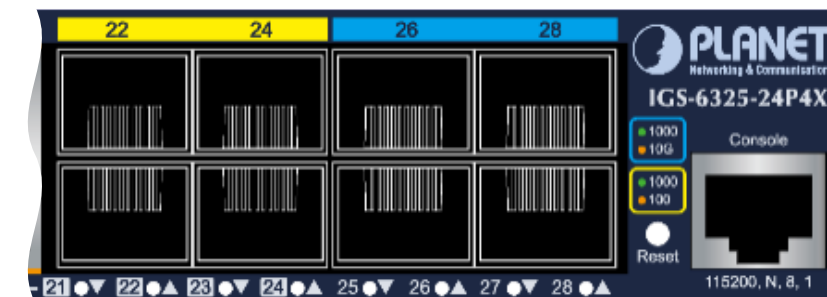 22 24 26 28
PLANET
Networking & Communication
IGS-6325-24P4X
1000
10G
Console
1000
100
Reset
21 22 23 24 25 26 27 28
115200, N, 8, 1